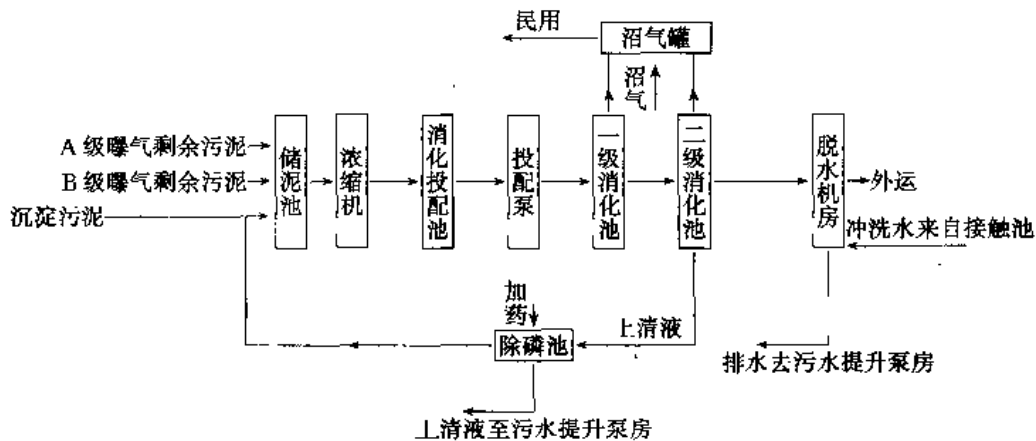 民用
沼气罐
沼气
A级曝气剩余污泥
B级曝气剩余污泥
沉淀污泥
储泥池
浓缩机
消化投配池
投配泵
一级消化池
二级消化池
脱水机房
外运
冲洗水来自接触池
加药
除磷池
上清液
排水去污水提升泵房
上清液至污水提升泵房